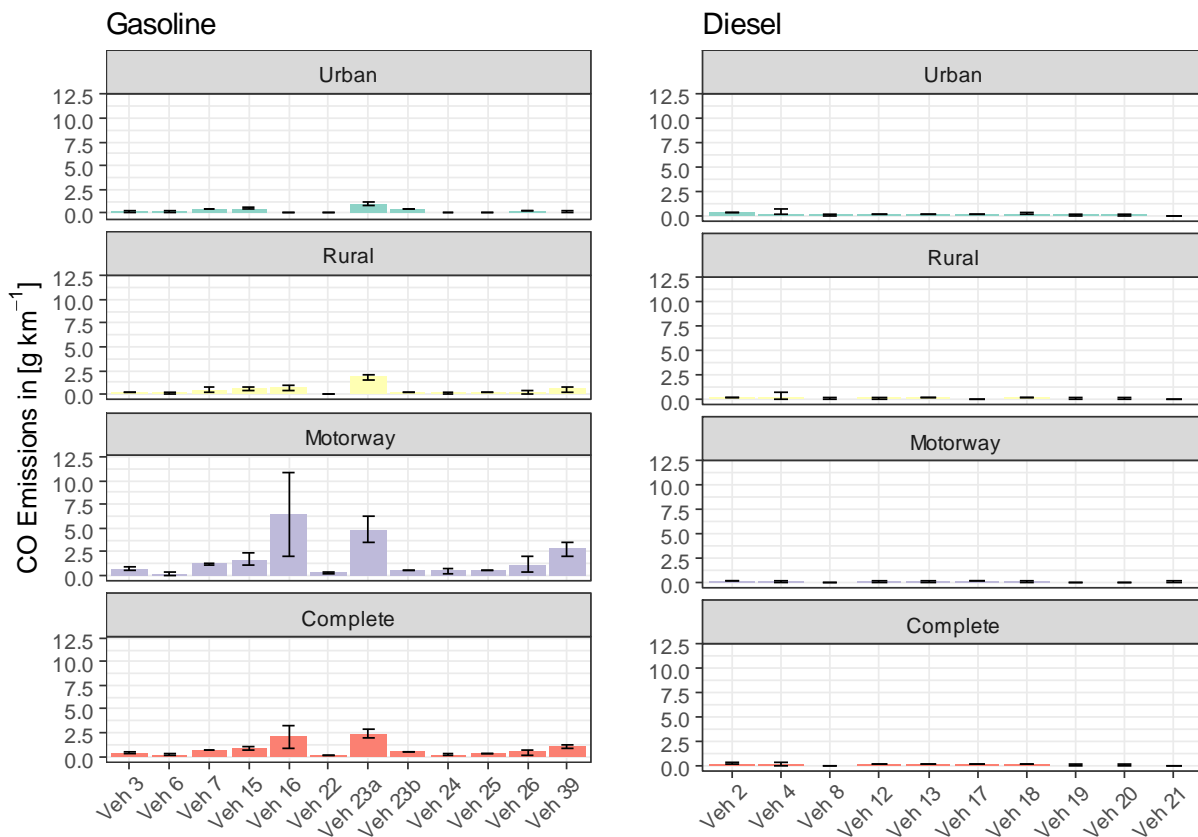 Gasoline
Urban
12.5
10.0
7.5
5.0
2.5
0.0
Rural
12.5
10.0
7.5
5.0
2.5
0.0
Motorway
12.5
10.0
7.5
5.0
2.5
0.0
Complete
12.5
10.0
7.5
5.0
2.5
0.0
CO Emissions in [g km⁻¹]
Veh 3
Veh 6
Veh 7
Veh 15
Veh 16
Veh 22
Veh 23a
Veh 23b
Veh 24
Veh 25
Veh 26
Veh 39
Diesel
Urban
12.5
10.0
7.5
5.0
2.5
0.0
Rural
12.5
10.0
7.5
5.0
2.5
0.0
Motorway
12.5
10.0
7.5
5.0
2.5
0.0
Complete
12.5
10.0
7.5
5.0
2.5
0.0
Veh 2
Veh 4
Veh 8
Veh 12
Veh 13
Veh 17
Veh 18
Veh 19
Veh 20
Veh 21